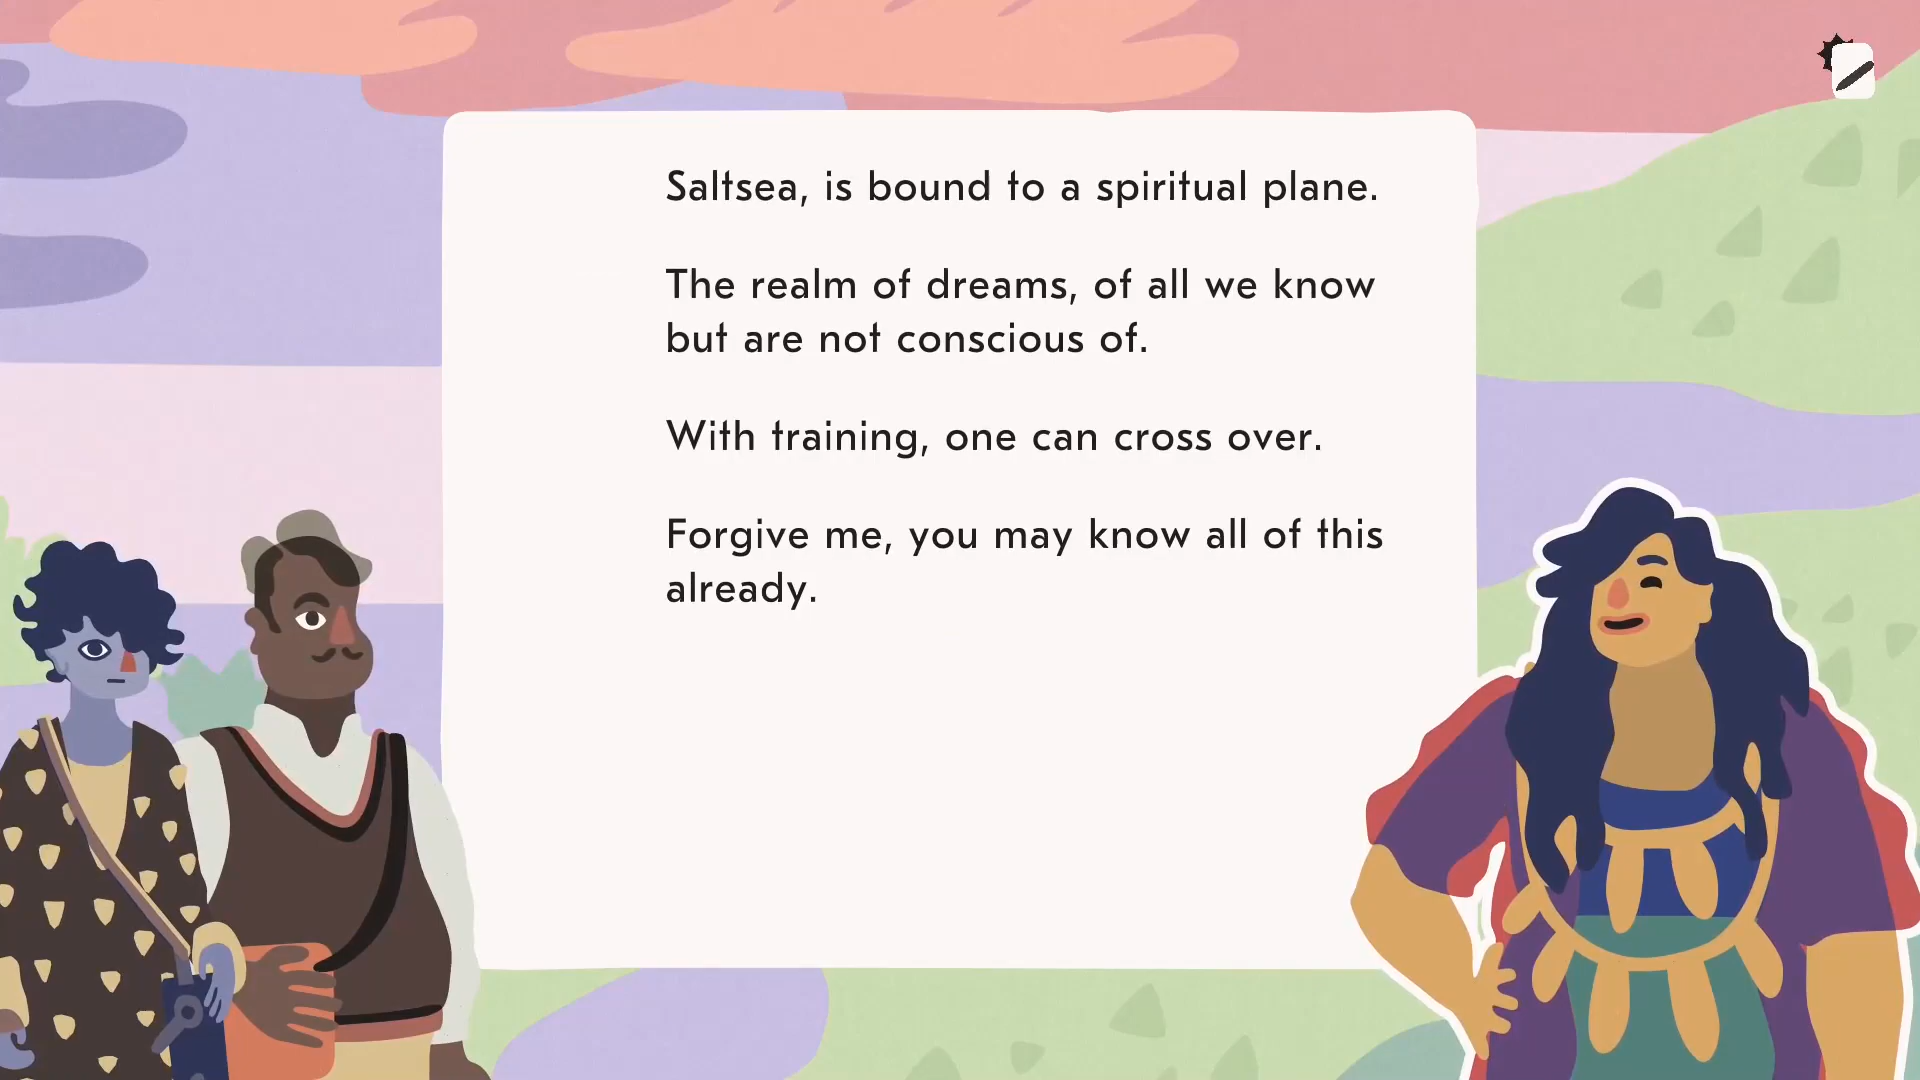 Saltsea, is bound to a spiritual plane.
The realm of dreams, of all we know
but are not conscious of.
With training, one can cross over.
Forgive me, you may know all of this
already.